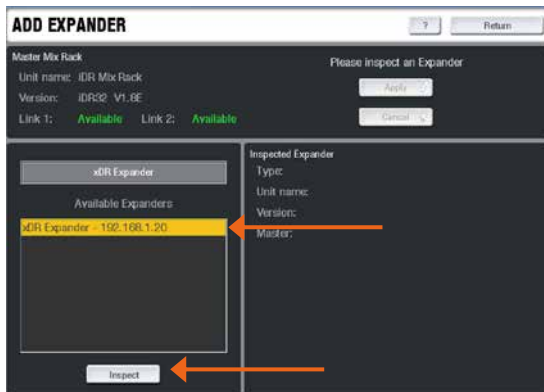 ADD EXPANDER
?
Return
Master Mix Rack
Unit name: iDR Mix Rack
Version: iDR32 V1.8E
Link 1: Available Link 2: Available
Please inspect an Expander
Apply
Cancel
xDR Expander
Available Expanders
xDR Expander - 192.168.1.20
Inspect
Inspected Expander
Type:
Unit name:
Version:
Master: